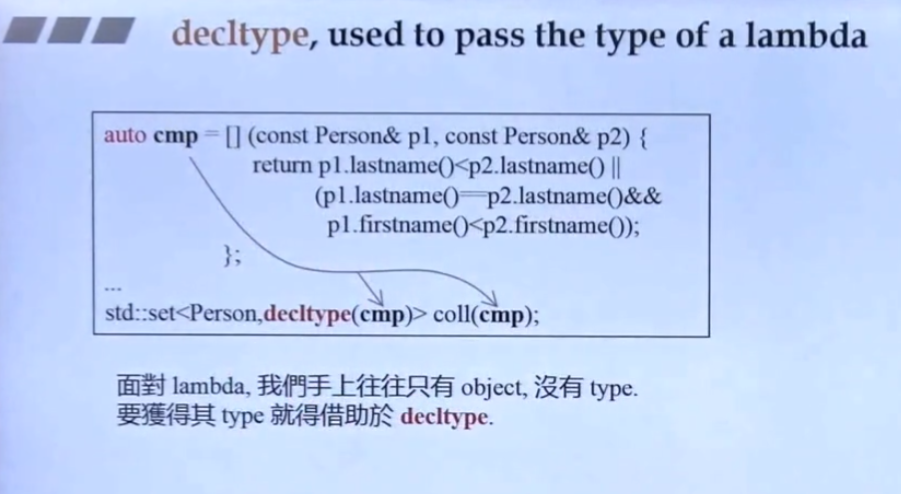 decltype, used to pass the type of a lambda
auto cmp = [] (const Person& p1, const Person& p2) {
return p1.lastname()<p2.lastname() ||
(p1.lastname()==p2.lastname()&&
p1.firstname()<p2.firstname());
};
...
std::set<Person,decltype(cmp)> coll(cmp);
面對 lambda, 我們手上往往只有 object, 沒有 type.
要獲得其 type 就得借助於 decltype.